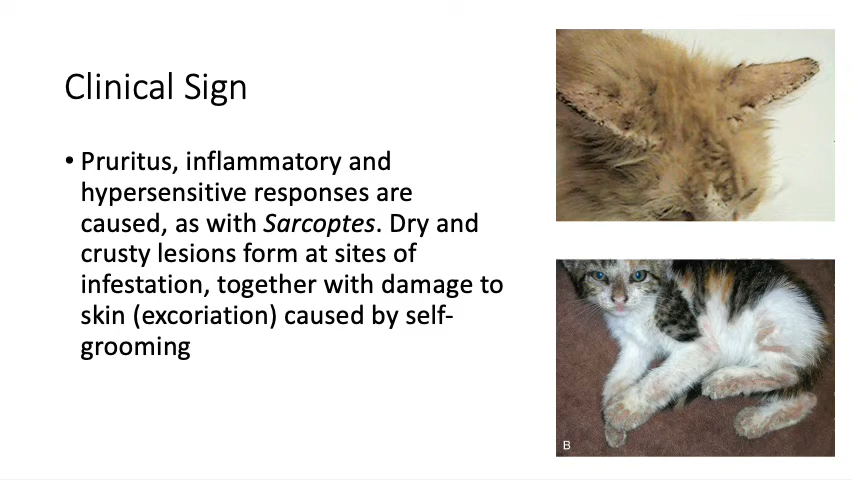 Clinical Sign
• Pruritus, inflammatory and
hypersensitive responses are
caused, as with Sarcoptes. Dry and
crusty lesions form at sites of
infestation, together with damage to
skin (excoriation) caused by self-
grooming
B